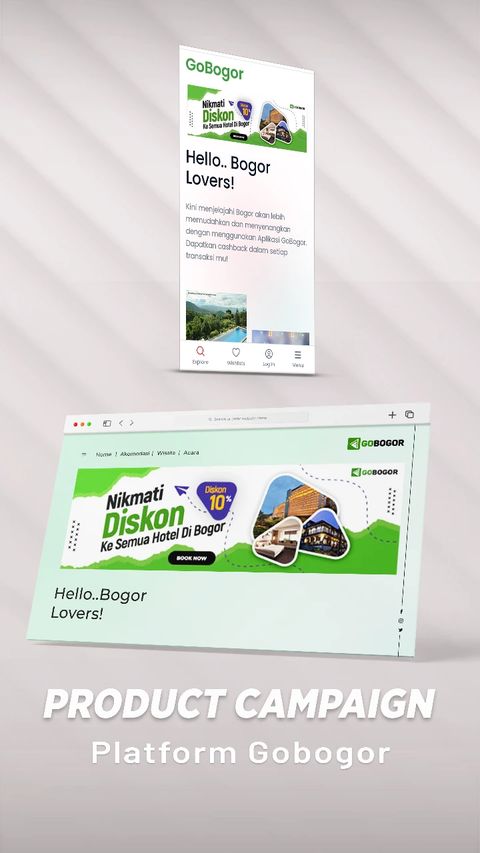 GoBogor
Nikmati
Diskon
Ke Semua Hotel Di Bogor
10%
Hello.. Bogor
Lovers!
Kini menjelajahi Bogor akan lebih
memudahkan dan menyenangkan
dengan menggunakan Aplikasi GoBogor.
Dapatkan cashback dalam setiap
transaksi mu!
Explore
Wishlists
Log in
Menu
Home | Akomodasi | Wisata | Acara
GOBOGOR
Nikmati
Diskon
Ke Semua Hotel Di Bogor
Diskon
10%
BOOK NOW
GOBOGOR
Hello..Bogor
Lovers!
PRODUCT CAMPAIGN
Platform Gobogor